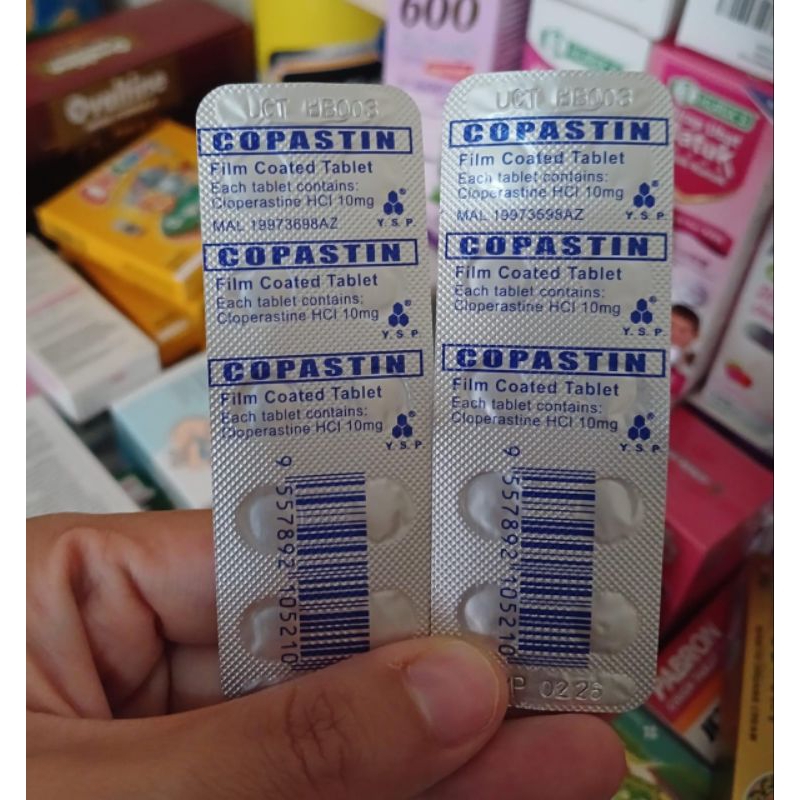 600
Ovaltine
UCT HB003
COPASTIN
Film Coated Tablet
Each tablet contains:
Cloperastine HCl 10mg
MAL 19973698AZ
Y. S. P.
COPASTIN
Film Coated Tablet
Each tablet contains:
Cloperastine HCl 10mg
Y. S. P.
COPASTIN
Film Coated Tablet
Each tablet contains:
Cloperastine HCl 10mg
Y. S. P.
9 557892 105210
UCT HB003
COPASTIN
Film Coated Tablet
Each tablet contains:
Cloperastine HCl 10mg
MAL 19973698AZ
Y. S. P.
COPASTIN
Film Coated Tablet
Each tablet contains:
Cloperastine HCl 10mg
Y. S. P.
COPASTIN
Film Coated Tablet
Each tablet contains:
Cloperastine HCl 10mg
Y. S. P.
9 557892 105210
P 02 26
Batuk
PABRON